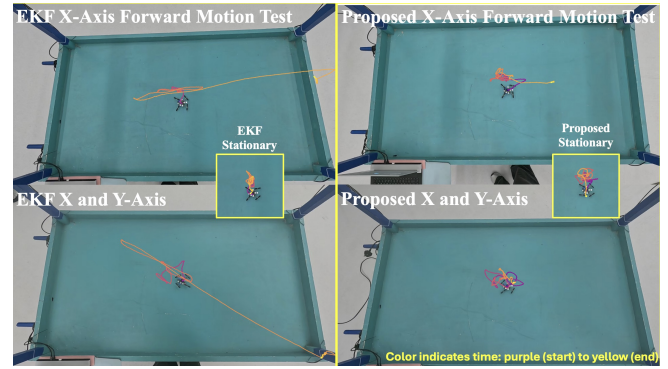 EKF X-Axis Forward Motion Test
Proposed X-Axis Forward Motion Test
EKF
Stationary
Proposed
Stationary
EKF X and Y-Axis
Proposed X and Y-Axis
Color indicates time: purple (start) to yellow (end)